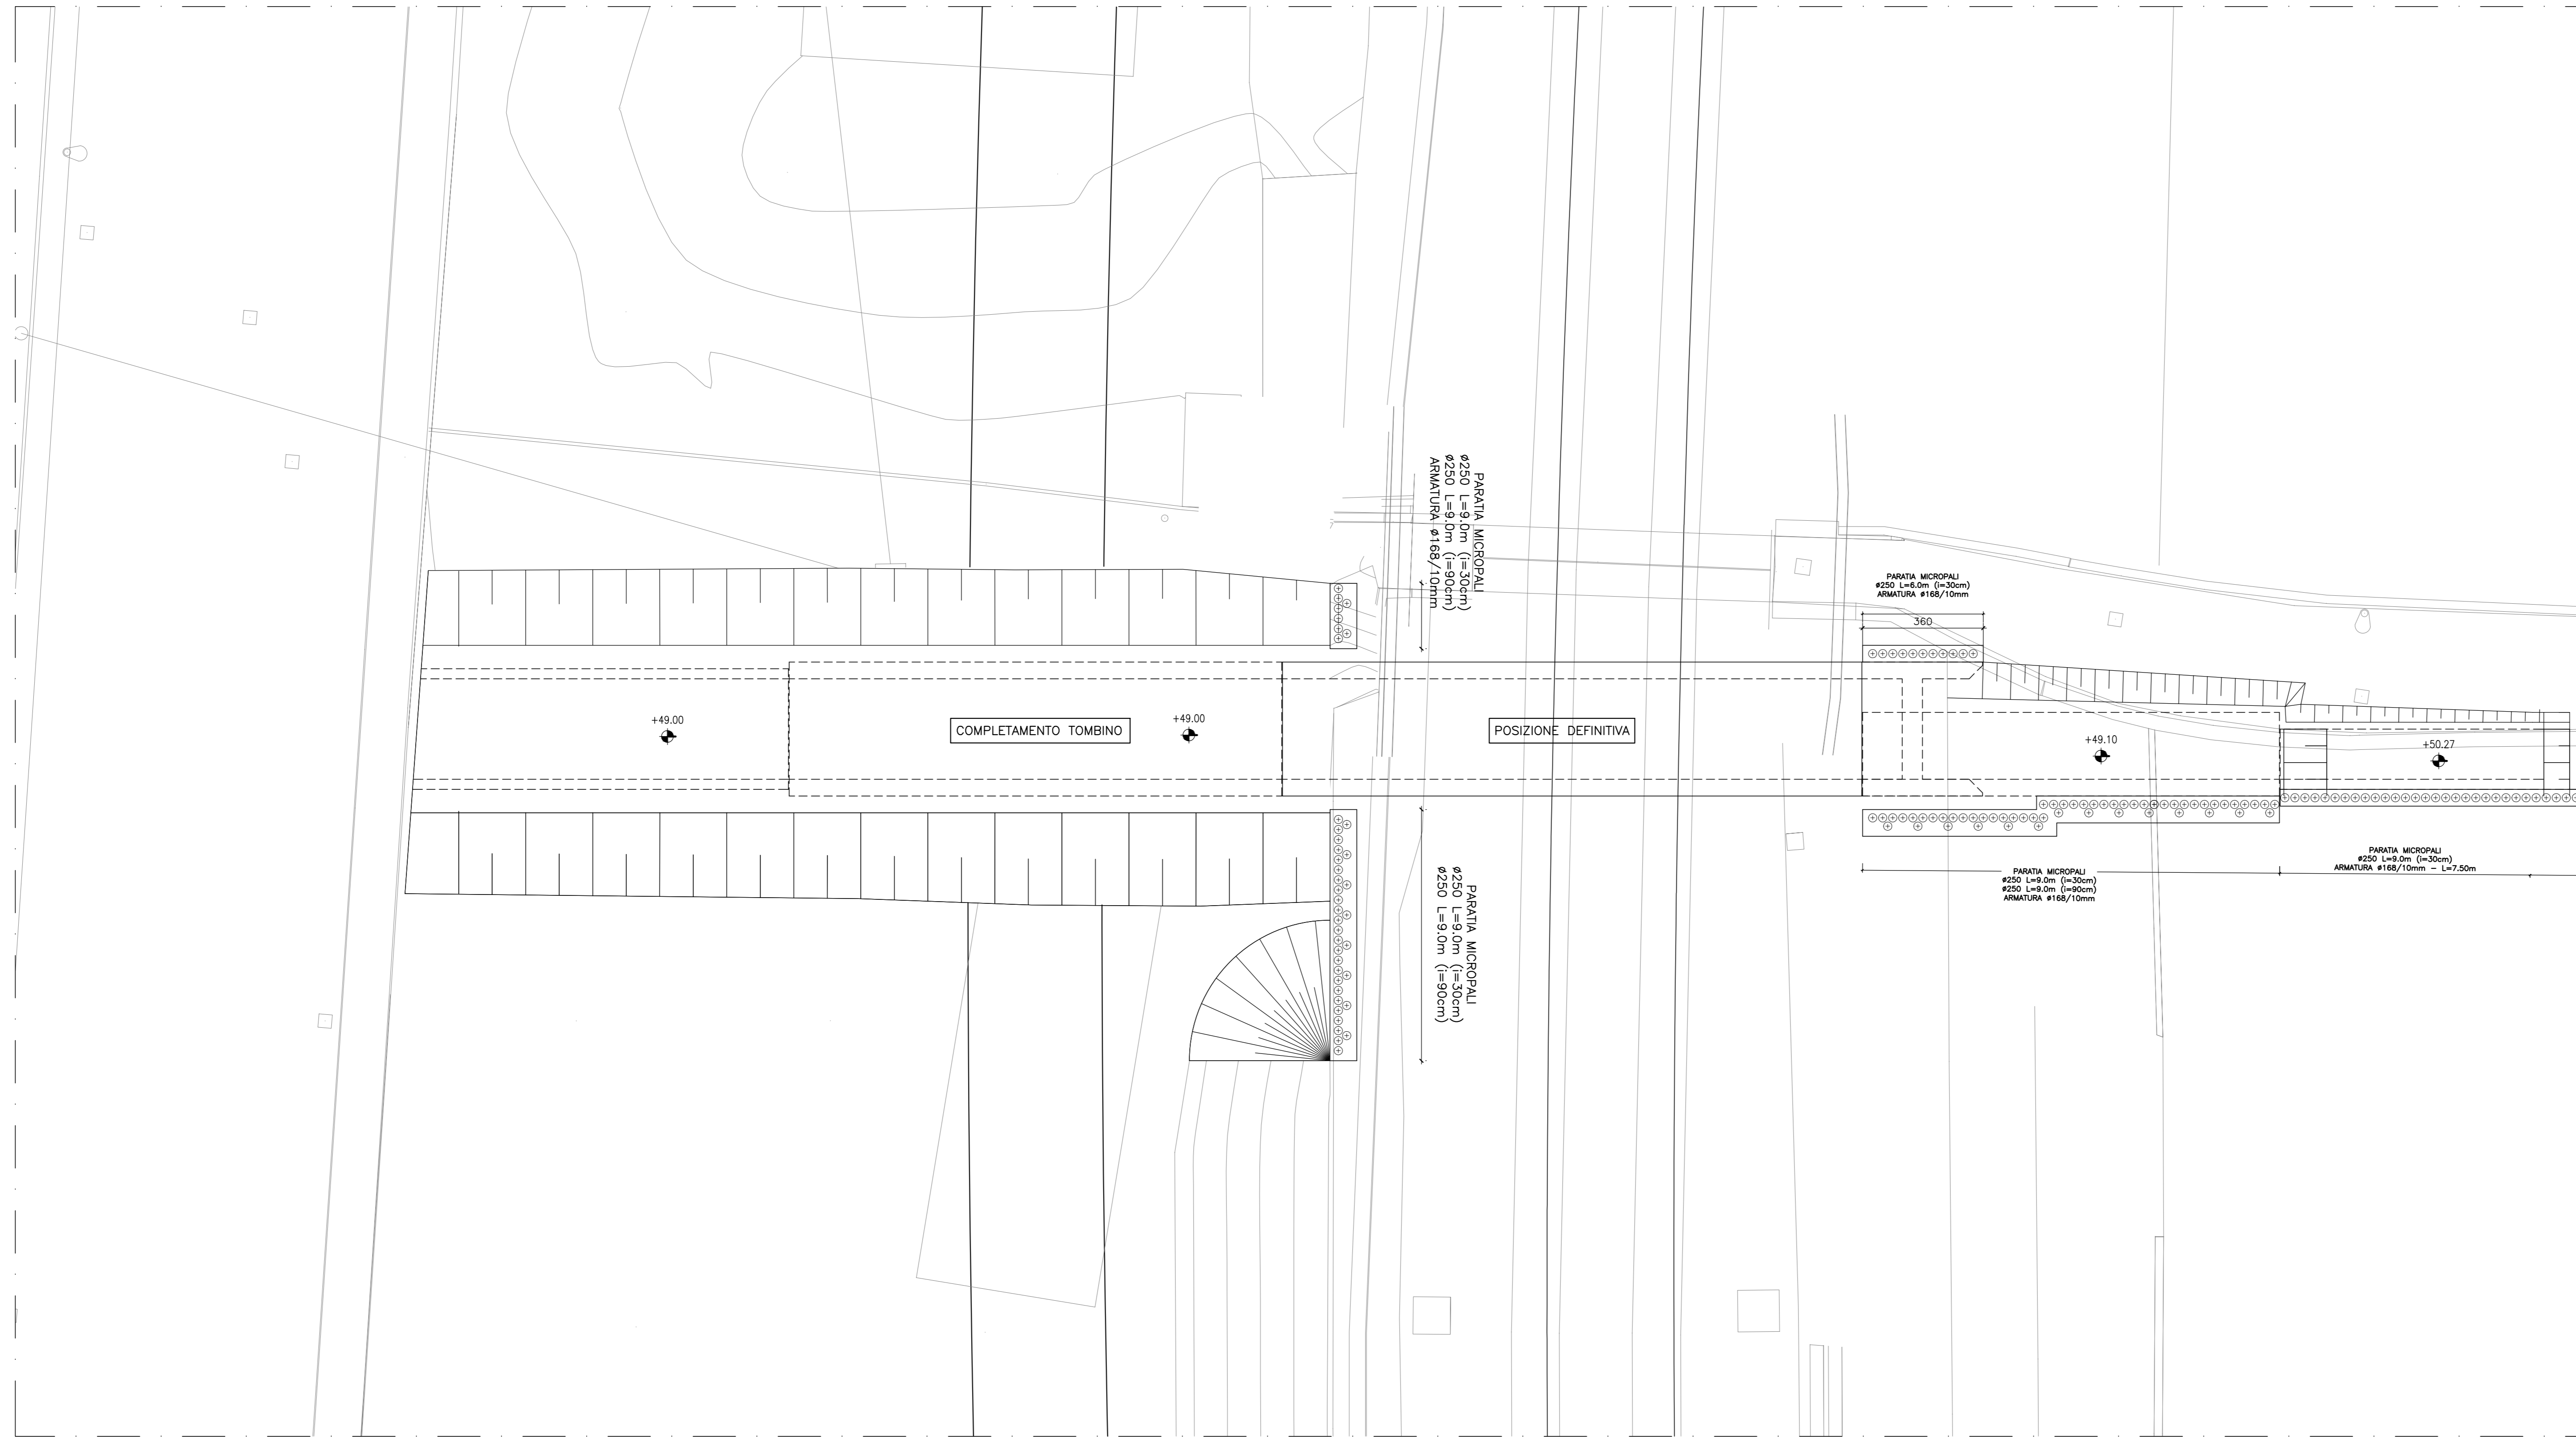 PARATIA MICROPALI
ø250 L=9.0m (i=30cm)
ø250 L=9.0m (i=90cm)
ARMATURA ø168/10mm
PARATIA MICROPALI
ø250 L=6.0m (i=30cm)
ARMATURA ø168/10mm
360
+49.00
COMPLETAMENTO TOMBINO
+49.00
POSIZIONE DEFINITIVA
+49.10
+50.27
PARATIA MICROPALI
ø250 L=9.0m (i=30cm)
ø250 L=9.0m (i=90cm)
PARATIA MICROPALI
ø250 L=9.0m (i=30cm)
ø250 L=9.0m (i=90cm)
ARMATURA ø168/10mm
PARATIA MICROPALI
ø250 L=9.0m (i=30cm)
ARMATURA ø168/10mm – L=7.50m